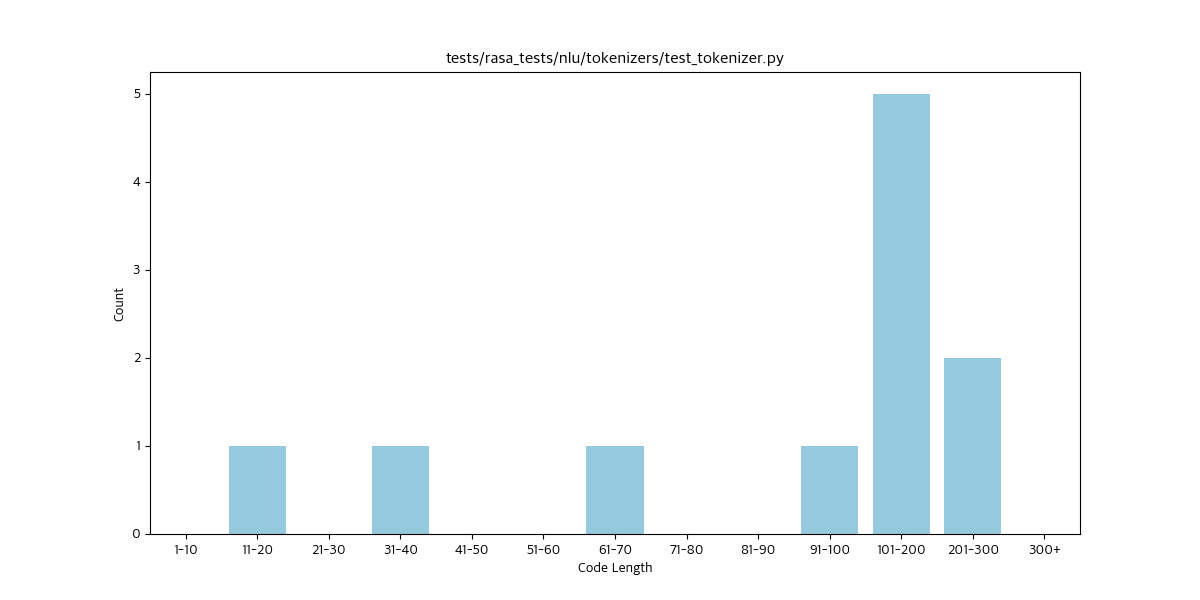 tests/rasa_tests/nlu/tokenizers/test_tokenizer.py
5
4
3
2
1
0
Count
1-10 11-20 21-30 31-40 41-50 51-60 61-70 71-80 81-90 91-100 101-200 201-300 300+
Code Length